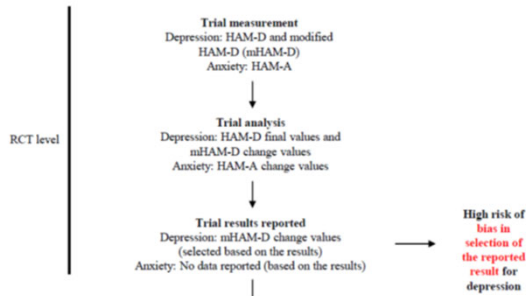 Trial measurement
Depression: HAM-D and modified
HAM-D (mHAM-D)
Anxiety: HAM-A
RCT level
Trial analysis
Depression: HAM-D final values and
mHAM-D change values
Anxiety: HAM-A change values
Trial results reported
Depression: mHAM-D change values
(selected based on the results)
Anxiety: No data reported (based on the results)
High risk of
bias in
selection of
the reported
result for
depression